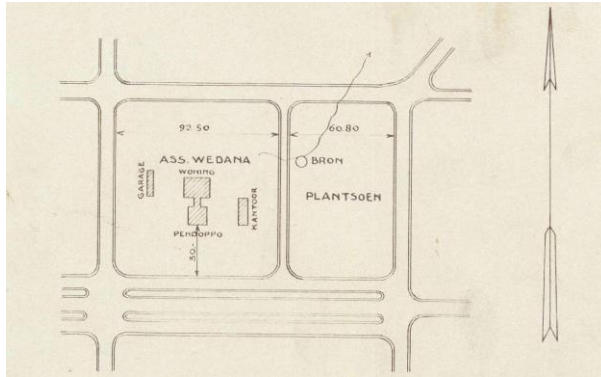 92.50
60.80
ASS. WEDANA
BRON
WONING
GARAGE
PLANTSOEN
KANTOOR
PENDOPPO
30.-